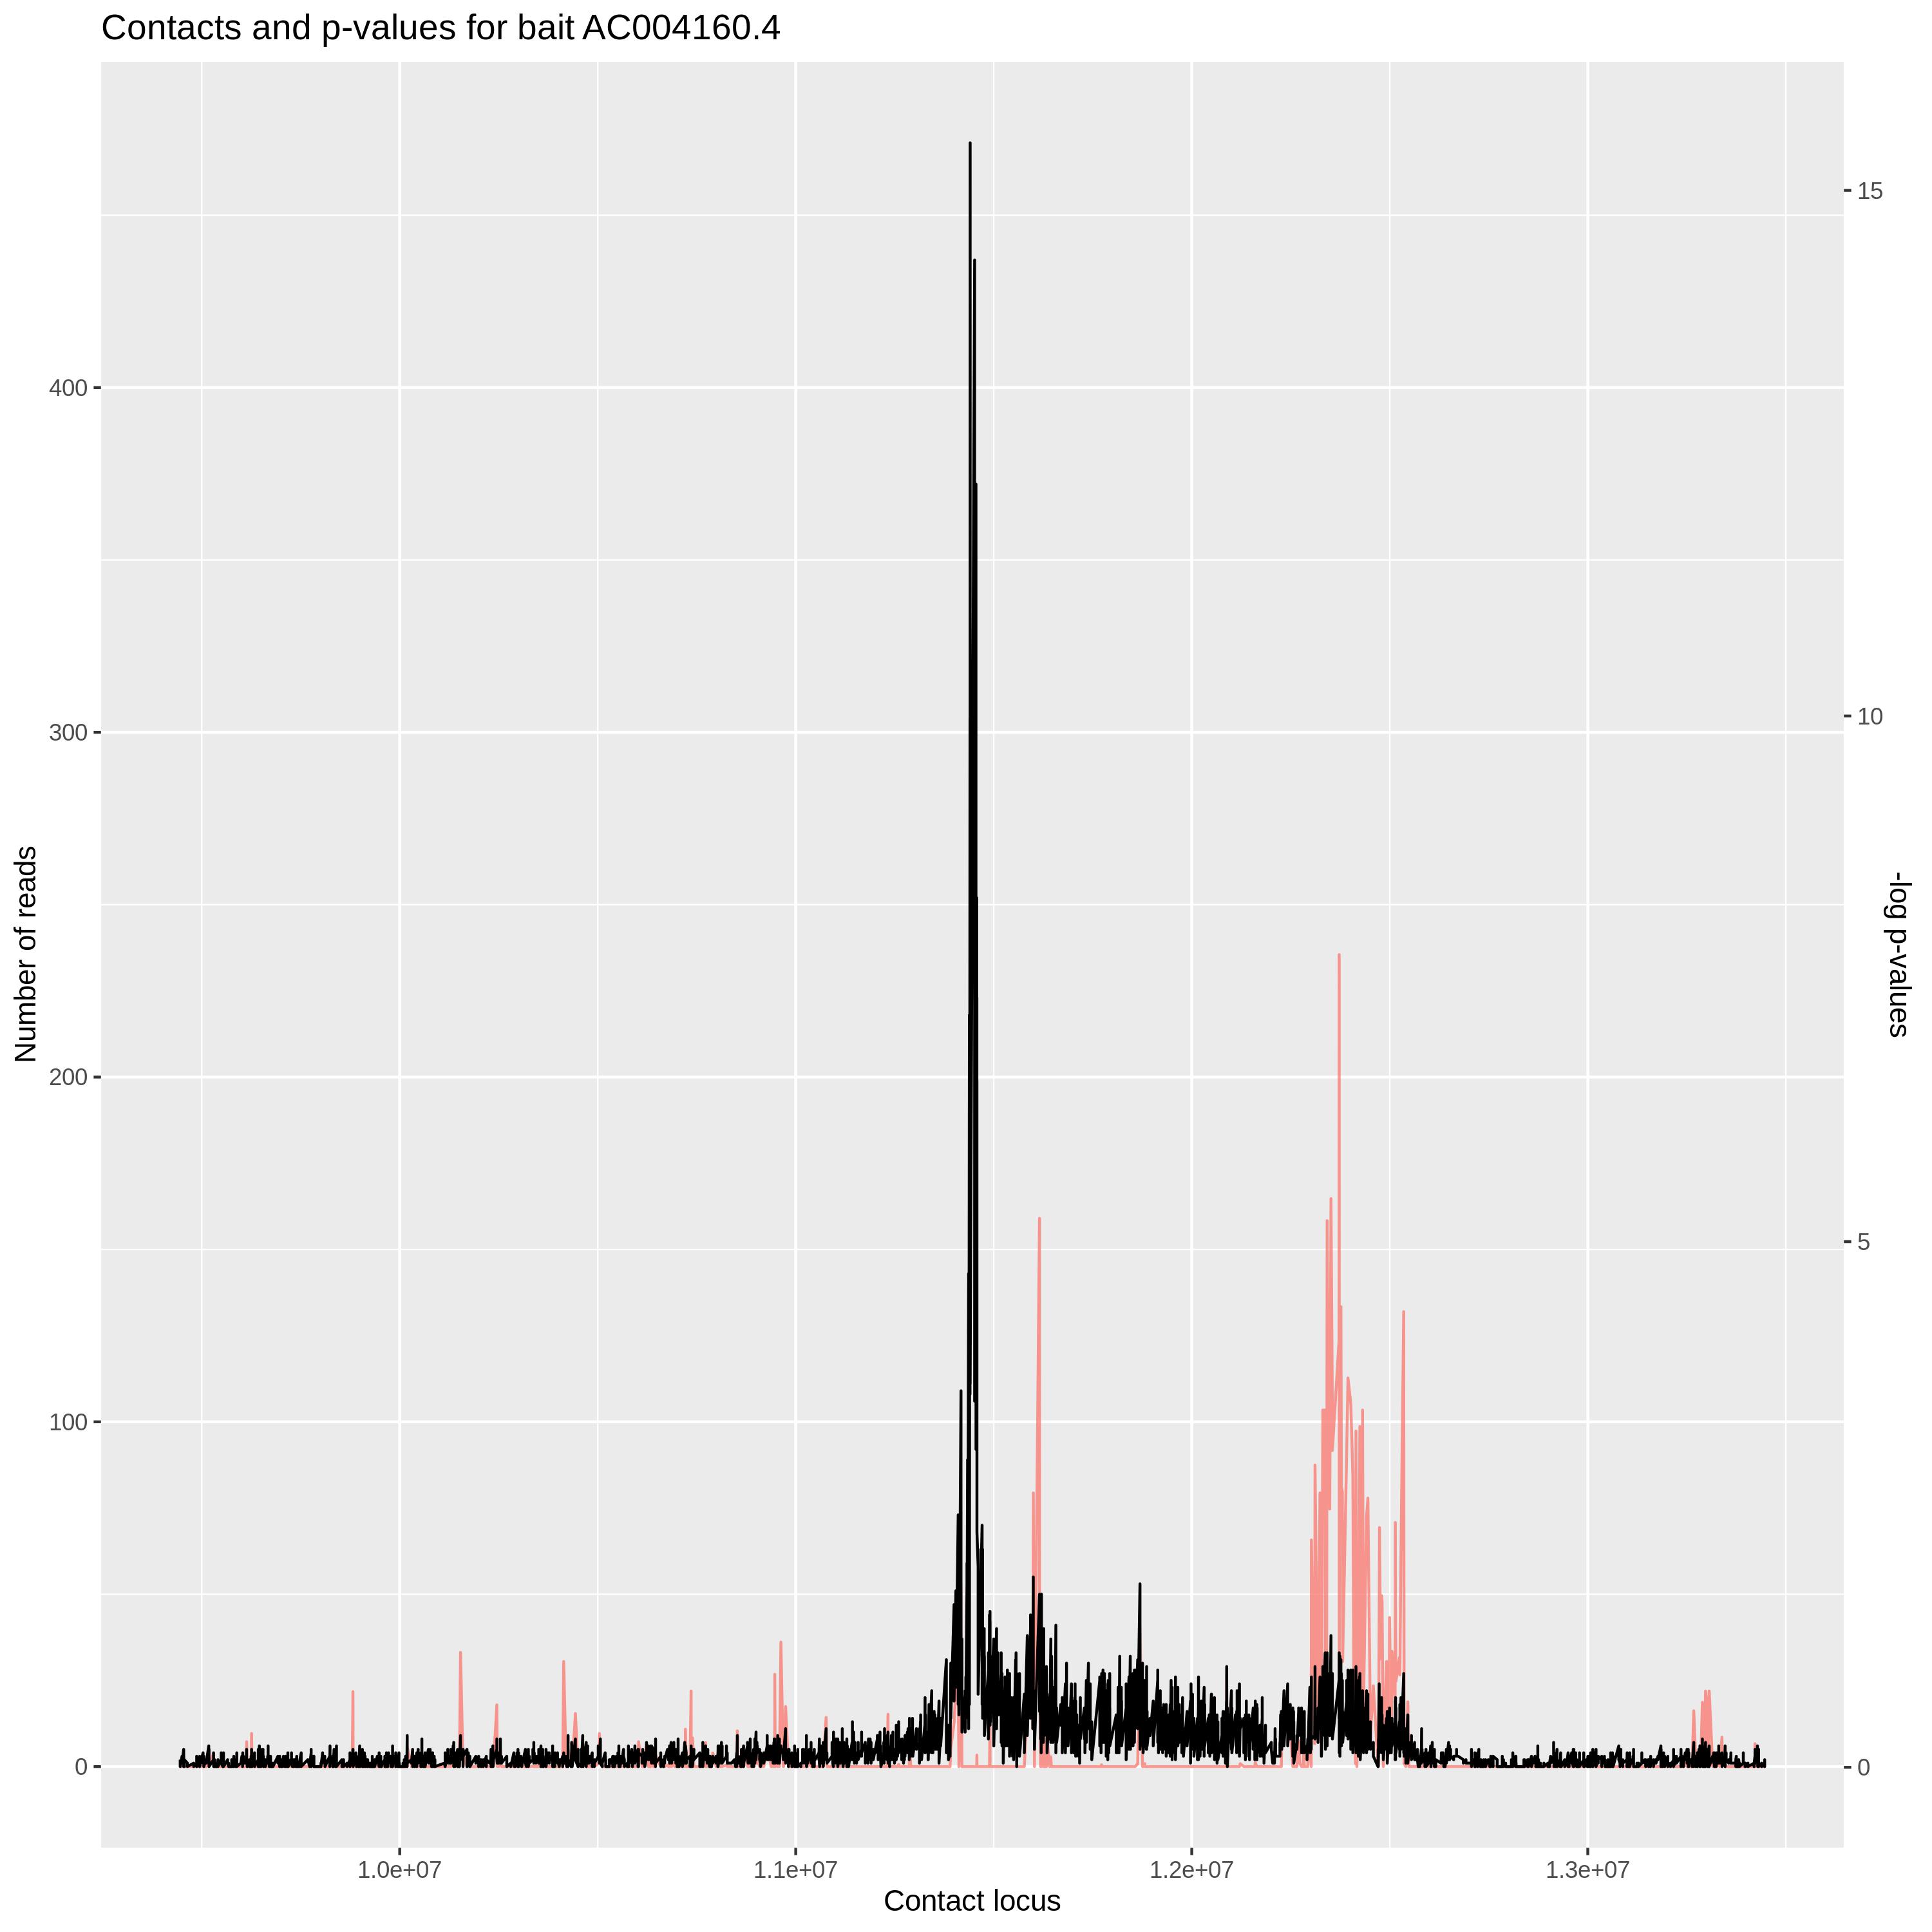 Contacts and p-values for bait AC004160.4
400
300
200
100
0
15
10
5
0
Number of reads
-log p-values
1.0e+07
1.1e+07
1.2e+07
1.3e+07
Contact locus